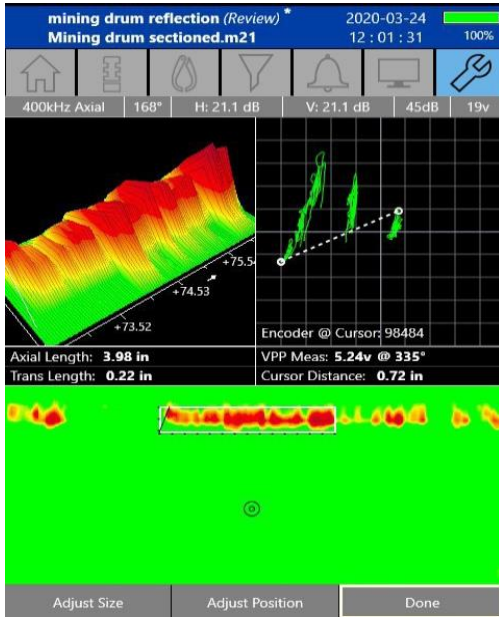 mining drum reflection (Review) * 2020-03-24
Mining drum sectioned.m21 12 : 01 : 31 100%
400kHz Axial 168° H: 21.1 dB V: 21.1 dB 45dB 19v
+75.54
+74.53
+73.52
Encoder @ Cursor: 98484
Axial Length: 3.98 in VPP Meas: 5.24v @ 335°
Trans Length: 0.22 in Cursor Distance: 0.72 in
Adjust Size Adjust Position Done